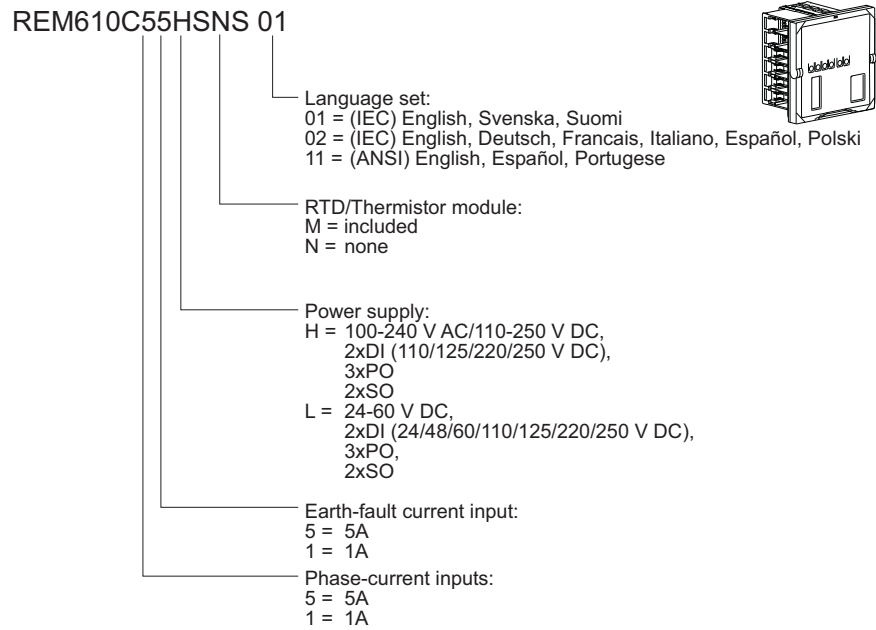 REM610C55HSNS 01
Language set:
01 = (IEC) English, Svenska, Suomi
02 = (IEC) English, Deutsch, Francais, Italiano, Español, Polski
11 = (ANSI) English, Español, Portugese
RTD/Thermistor module:
M = included
N = none
Power supply:
H = 100-240 V AC/110-250 V DC,
2xDI (110/125/220/250 V DC),
3xPO
2xSO
L = 24-60 V DC,
2xDI (24/48/60/110/125/220/250 V DC),
3xPO,
2xSO
Earth-fault current input:
5 = 5A
1 = 1A
Phase-current inputs:
5 = 5A
1 = 1A